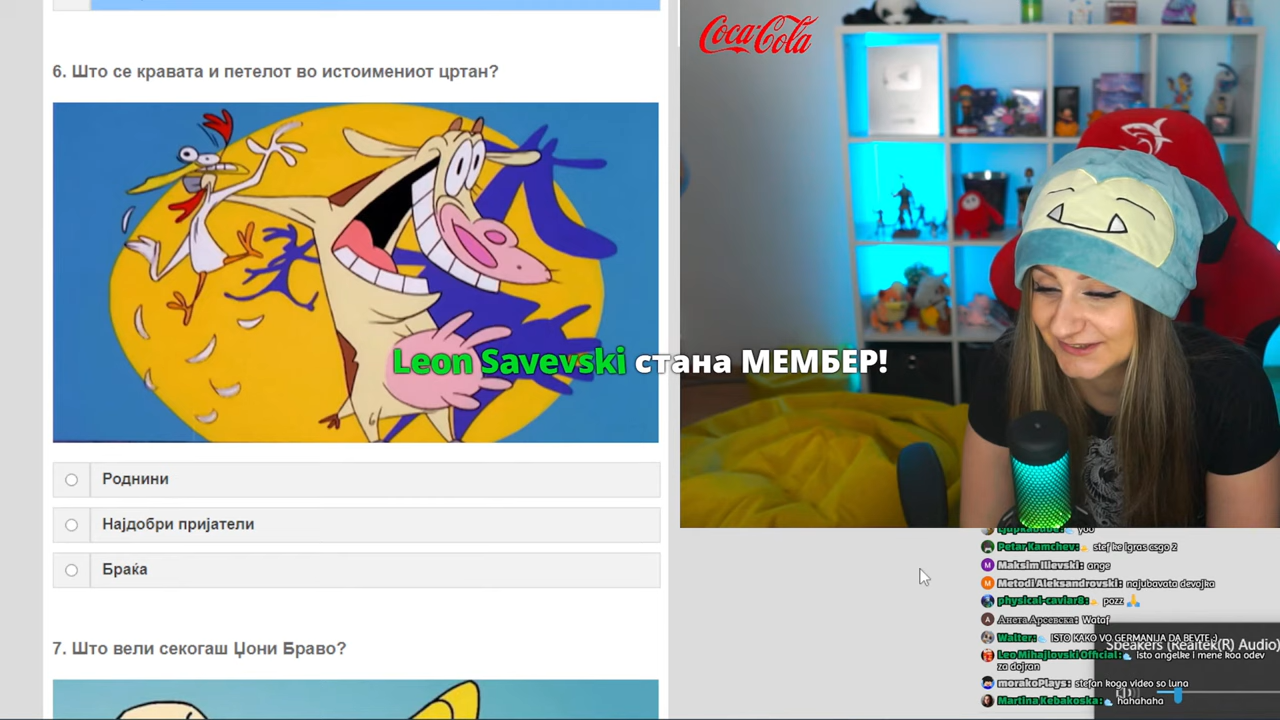 6. Што се кравата и петелот во истоимениот цртан?
Coca-Cola
Leon Savevski стана МЕМБЕР!
Роднини
Најдобри пријатели
Браќа
7. Што вели секогаш Џони Браво?
yoo
Petar Kamchev: stef ke igras csgo 2
Maksim Ilievski: ange
Metodi Aleksandrovski: najubavata devojka
physical-caviar8: pozz
Анета Арсевска: Wataf
Walter: ISTO KAKO VO GERMANIJA DA BEVTE :)
Speakers (Realtek(R) Audio)
Leo Mihajlovski Official: isto angelke i mene koa odev
za dojran
morakoPlays: stefan koga video so luna
Martina Kebakoska: hahahaha